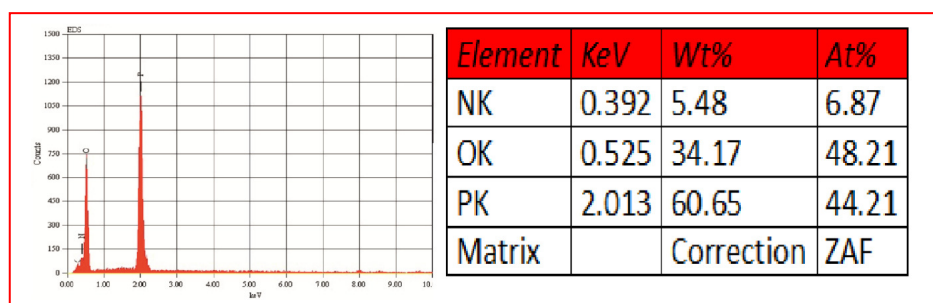 EDS
1500
1350
1200
1050
900
750
600
450
300
150
0
Counts
O
P
0.00 1.00 2.00 3.00 4.00 5.00 6.00 7.00 8.00 9.00 10.
keV
Element KeV Wt% At%
NK 0.392 5.48 6.87
OK 0.525 34.17 48.21
PK 2.013 60.65 44.21
Matrix Correction ZAF